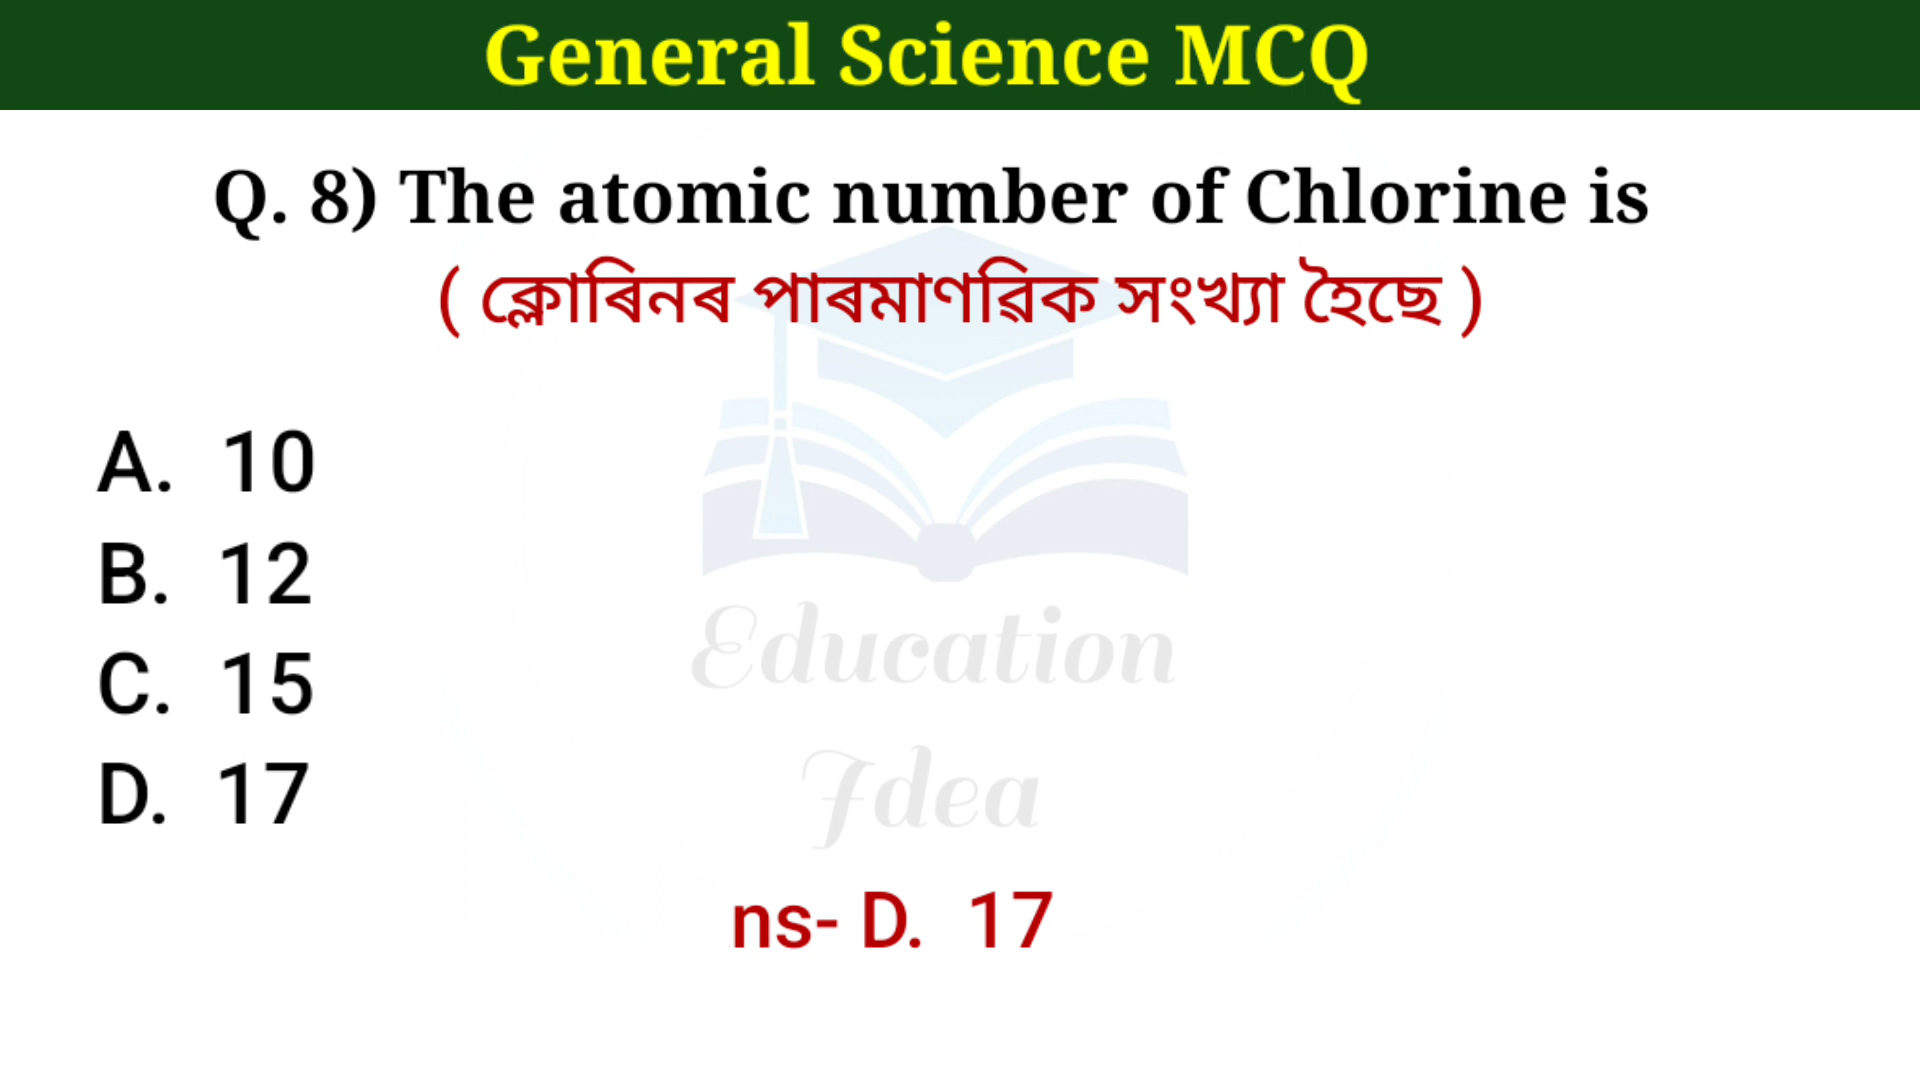 General Science MCQ
Q. 8) The atomic number of Chlorine is
( ক্লোৰিনৰ পাৰমাণৱিক সংখ্যা হৈছে )
A. 10
B. 12
C. 15
D. 17
Education
Idea
ns- D. 17